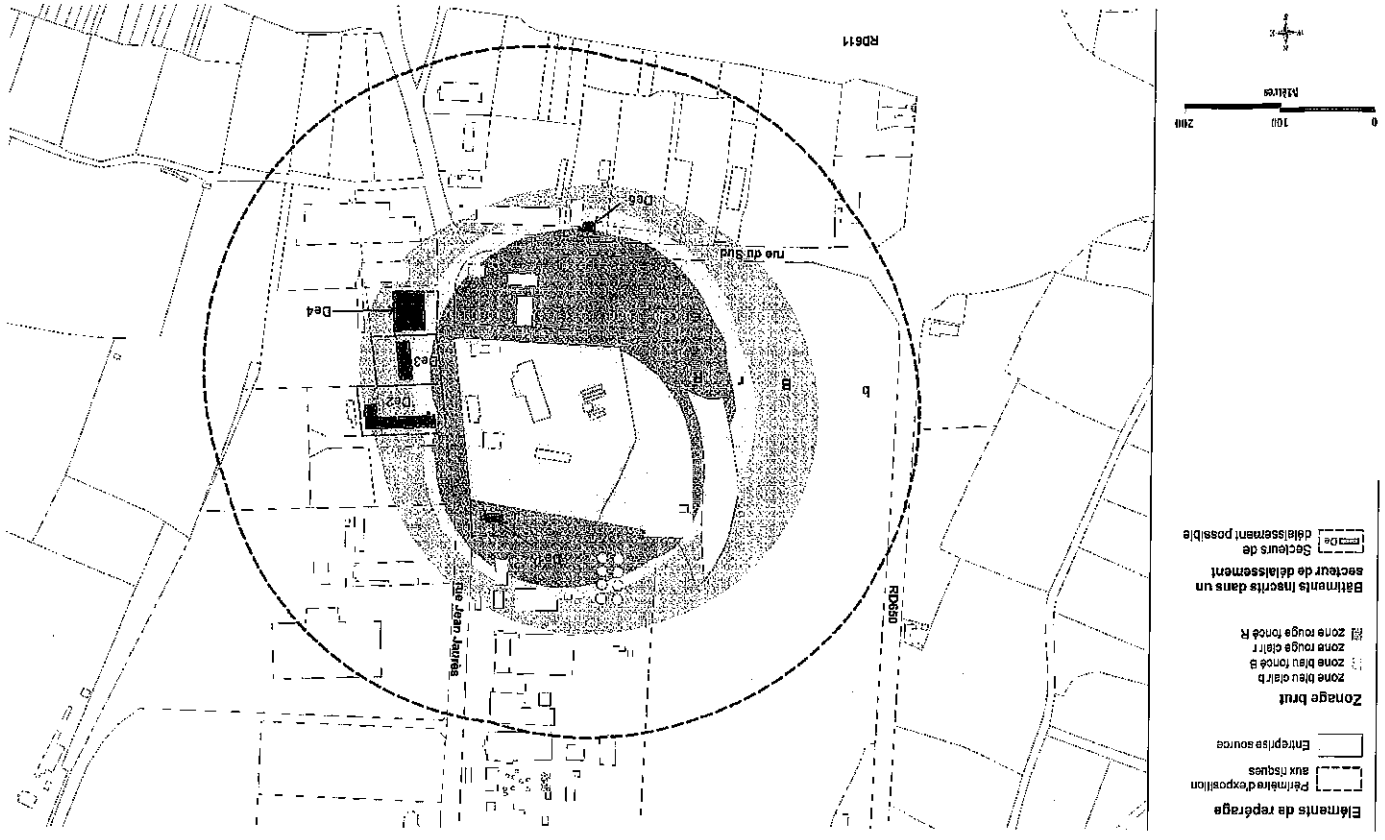 Eléments de repérage
Périmètre d'exposition
aux risques
Entreprise source
Zonage brut
zone bleu clair b
zone bleu foncé B
zone rouge clair r
zone rouge foncé R
Bâtiments inscrits dans un
secteur de délaissement
De
Secteurs de
délaissement possible
0 100 200
Mètres
N
W E
S
rue Jean Jaurès
RD650
De1
De2
De3
De4
De5
b
B
r
R
rue du Sud
RD611